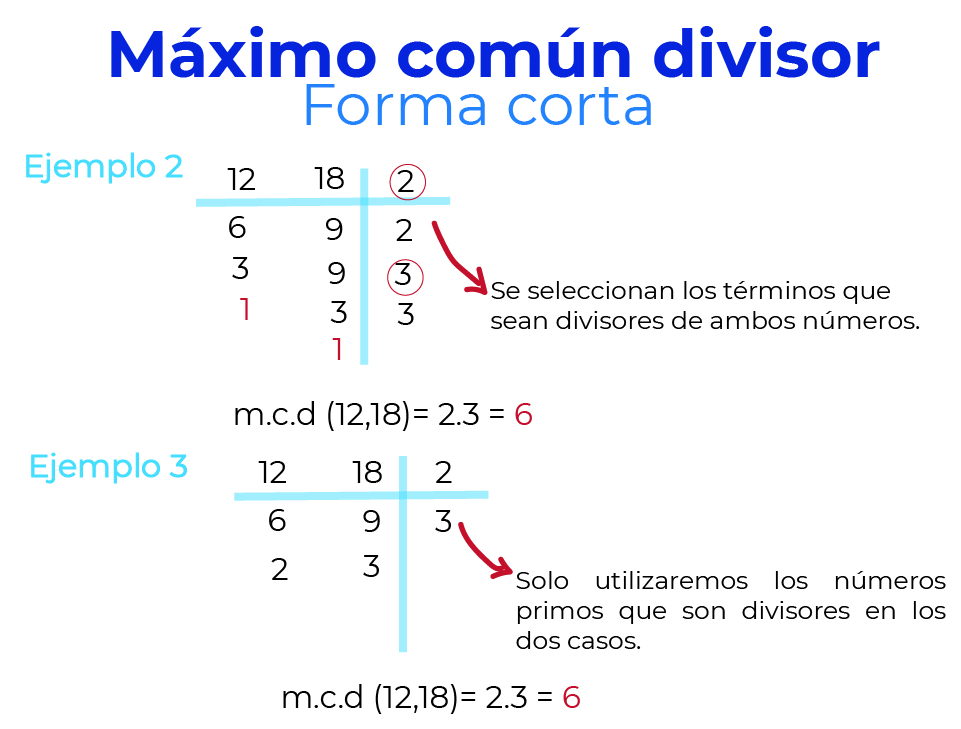 Máximo común divisor
Forma corta
Ejemplo 2
12 18 2
6 9 2
3 9 3
1 3 3
1
Se seleccionan los términos que
sean divisores de ambos números.
m.c.d (12,18)= 2.3 = 6
Ejemplo 3
12 18 2
6 9 3
2 3
Solo utilizaremos los números
primos que son divisores en los
dos casos.
m.c.d (12,18)= 2.3 = 6